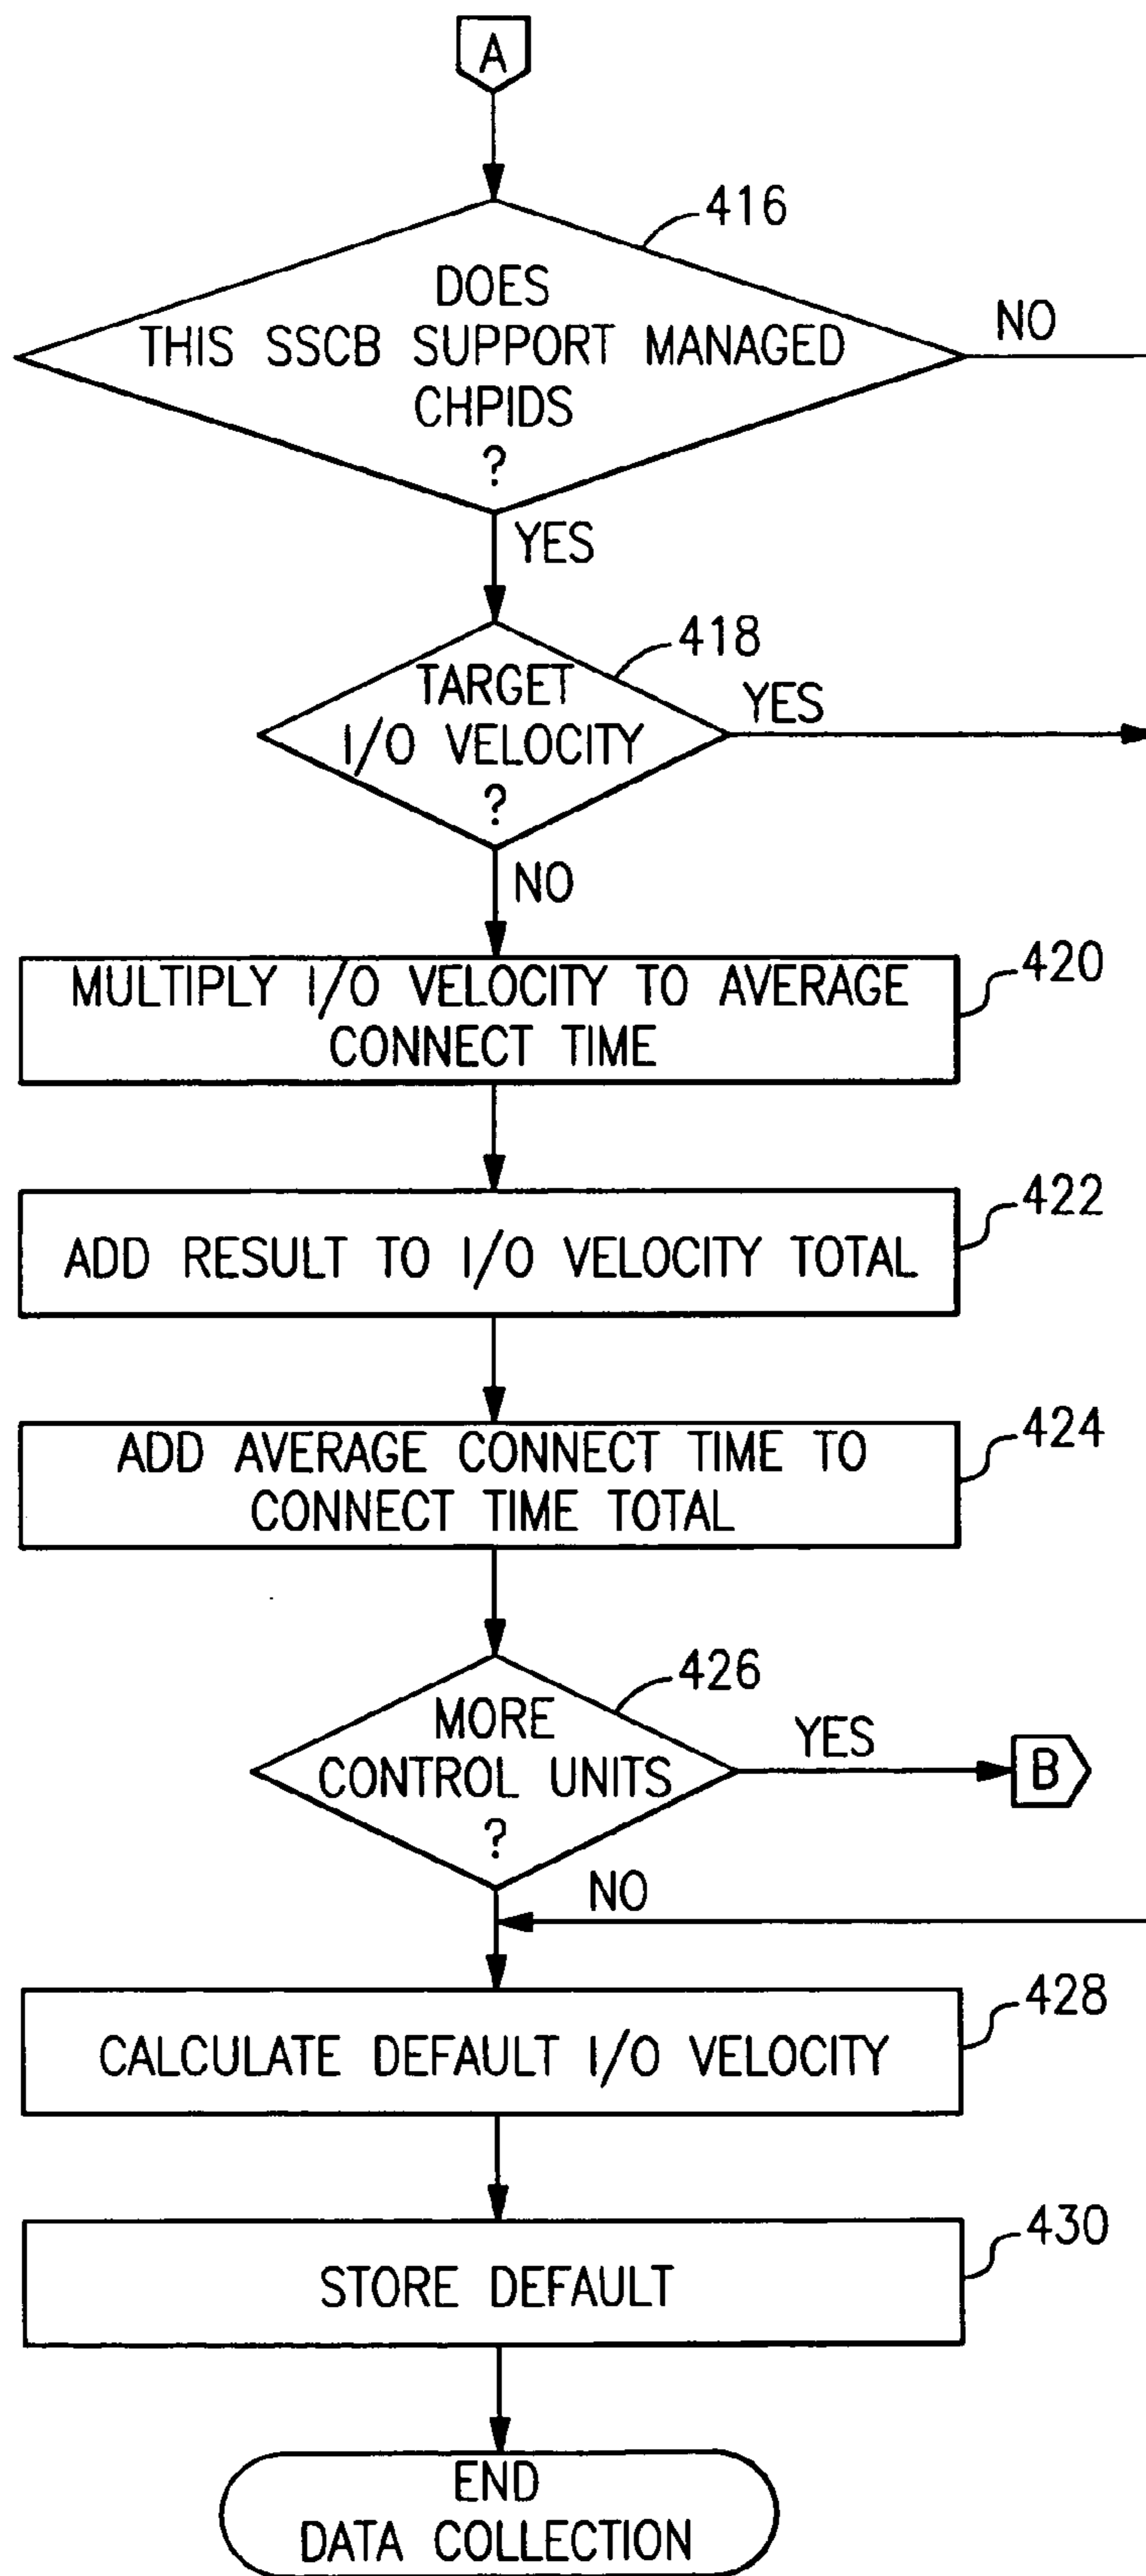 A
416
DOES
THIS SSCB SUPPORT MANAGED
CHPIDS
?
NO
YES
418
TARGET
I/O VELOCITY
?
YES
NO
420
MULTIPLY I/O VELOCITY TO AVERAGE
CONNECT TIME
422
ADD RESULT TO I/O VELOCITY TOTAL
424
ADD AVERAGE CONNECT TIME TO
CONNECT TIME TOTAL
426
MORE
CONTROL UNITS
?
YES
B
NO
428
CALCULATE DEFAULT I/O VELOCITY
430
STORE DEFAULT
END
DATA COLLECTION